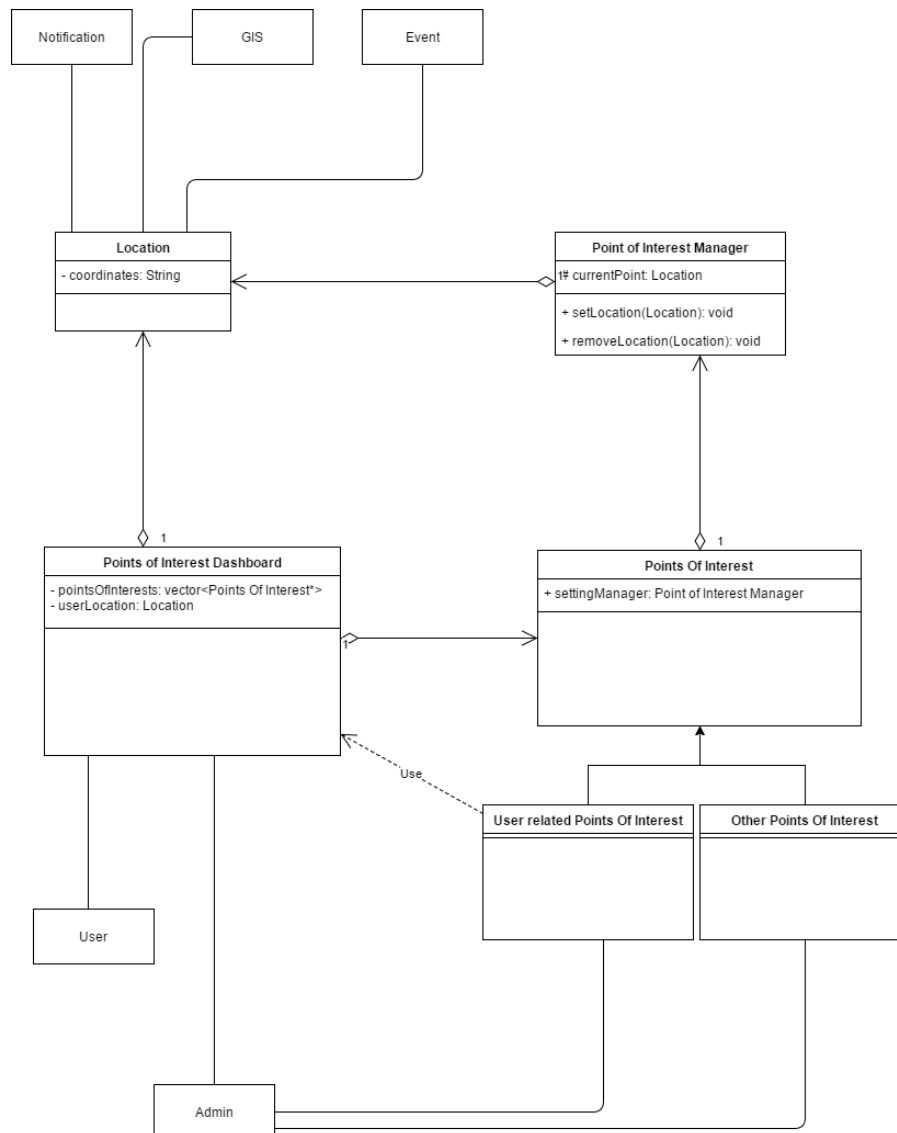 Notification
GIS
Event
Location
- coordinates: String
Point of Interest Manager
1
# currentPoint: Location
+ setLocation(Location): void
+ removeLocation(Location): void
1
1
Points of Interest Dashboard
- pointsOfInterests: vector<Points Of Interest*>
- userLocation: Location
1
Points Of Interest
+ settingManager: Point of Interest Manager
Use
User related Points Of Interest
Other Points Of Interest
User
Admin